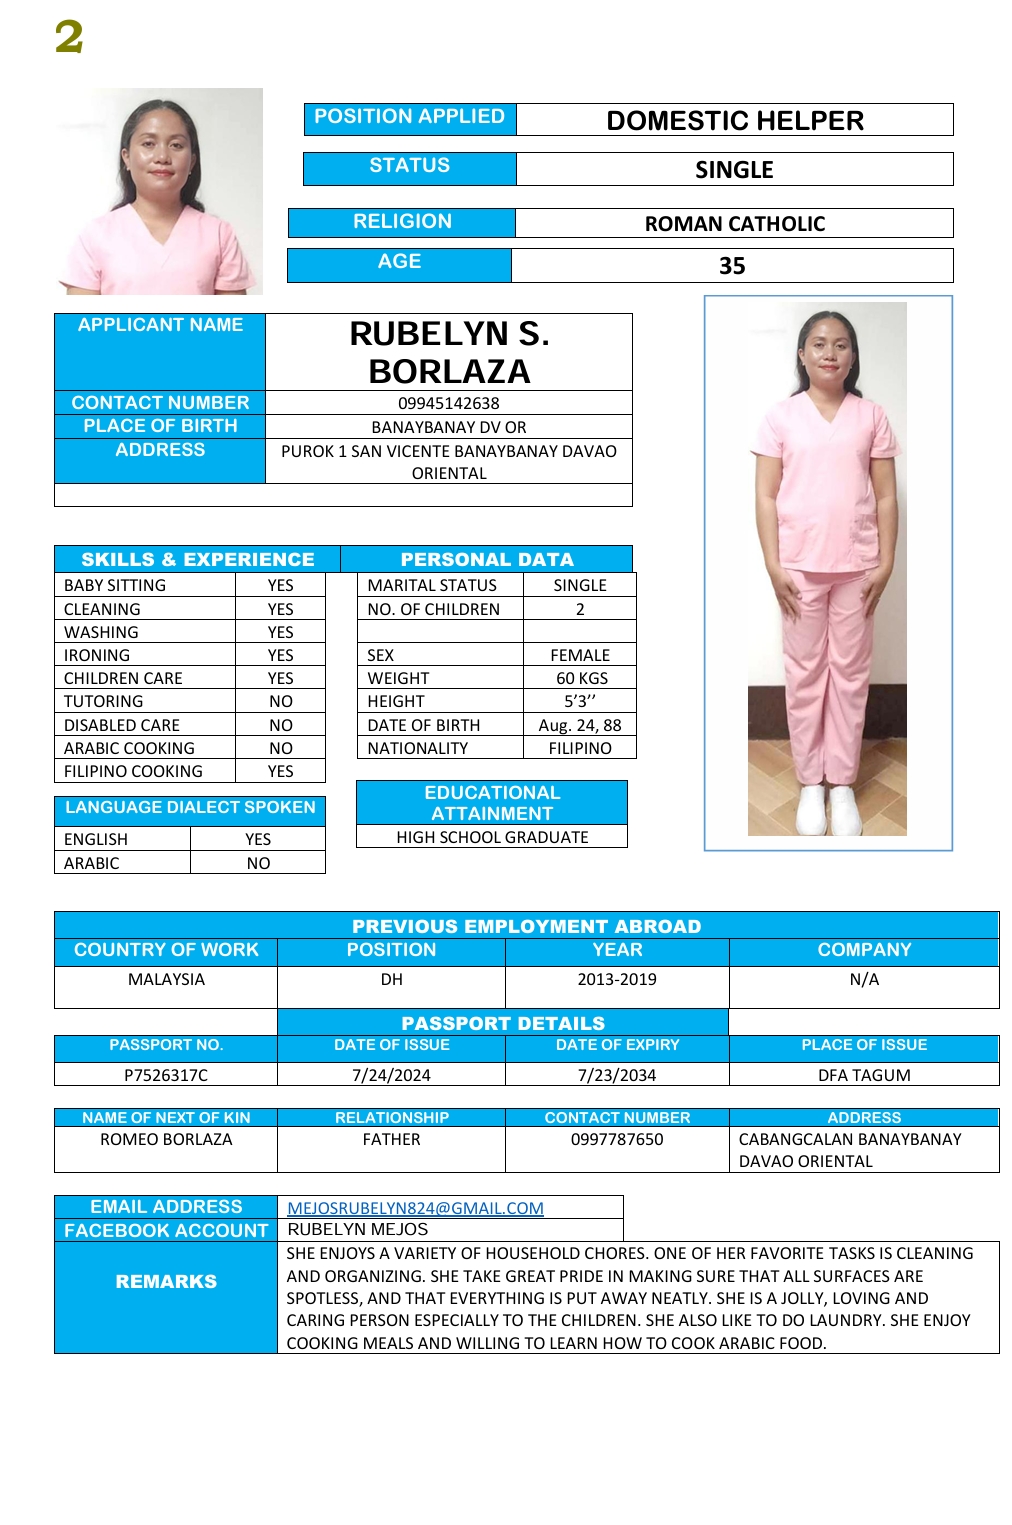 2
POSITION APPLIED DOMESTIC HELPER
STATUS SINGLE
RELIGION ROMAN CATHOLIC
AGE 35
APPLICANT NAME RUBELYN S.
BORLAZA
CONTACT NUMBER 09945142638
PLACE OF BIRTH BANAYBANAY DV OR
ADDRESS PUROK 1 SAN VICENTE BANAYBANAY DAVAO
ORIENTAL
SKILLS & EXPERIENCE PERSONAL DATA
BABY SITTING YES MARITAL STATUS SINGLE
CLEANING YES NO. OF CHILDREN 2
WASHING YES
IRONING YES SEX FEMALE
CHILDREN CARE YES WEIGHT 60 KGS
TUTORING NO HEIGHT 5’3’’
DISABLED CARE NO DATE OF BIRTH Aug. 24, 88
ARABIC COOKING NO NATIONALITY FILIPINO
FILIPINO COOKING YES
LANGUAGE DIALECT SPOKEN
ENGLISH YES
ARABIC NO
EDUCATIONAL
ATTAINMENT
HIGH SCHOOL GRADUATE
PREVIOUS EMPLOYMENT ABROAD
COUNTRY OF WORK POSITION YEAR COMPANY
MALAYSIA DH 2013-2019 N/A
PASSPORT DETAILS
PASSPORT NO. DATE OF ISSUE DATE OF EXPIRY PLACE OF ISSUE
P7526317C 7/24/2024 7/23/2034 DFA TAGUM
NAME OF NEXT OF KIN RELATIONSHIP CONTACT NUMBER ADDRESS
ROMEO BORLAZA FATHER 0997787650 CABANGCALAN BANAYBANAY
DAVAO ORIENTAL
EMAIL ADDRESS MEJOSRUBELYN824@GMAIL.COM
FACEBOOK ACCOUNT RUBELYN MEJOS
REMARKS
SHE ENJOYS A VARIETY OF HOUSEHOLD CHORES. ONE OF HER FAVORITE TASKS IS CLEANING
AND ORGANIZING. SHE TAKE GREAT PRIDE IN MAKING SURE THAT ALL SURFACES ARE
SPOTLESS, AND THAT EVERYTHING IS PUT AWAY NEATLY. SHE IS A JOLLY, LOVING AND
CARING PERSON ESPECIALLY TO THE CHILDREN. SHE ALSO LIKE TO DO LAUNDRY. SHE ENJOY
COOKING MEALS AND WILLING TO LEARN HOW TO COOK ARABIC FOOD.